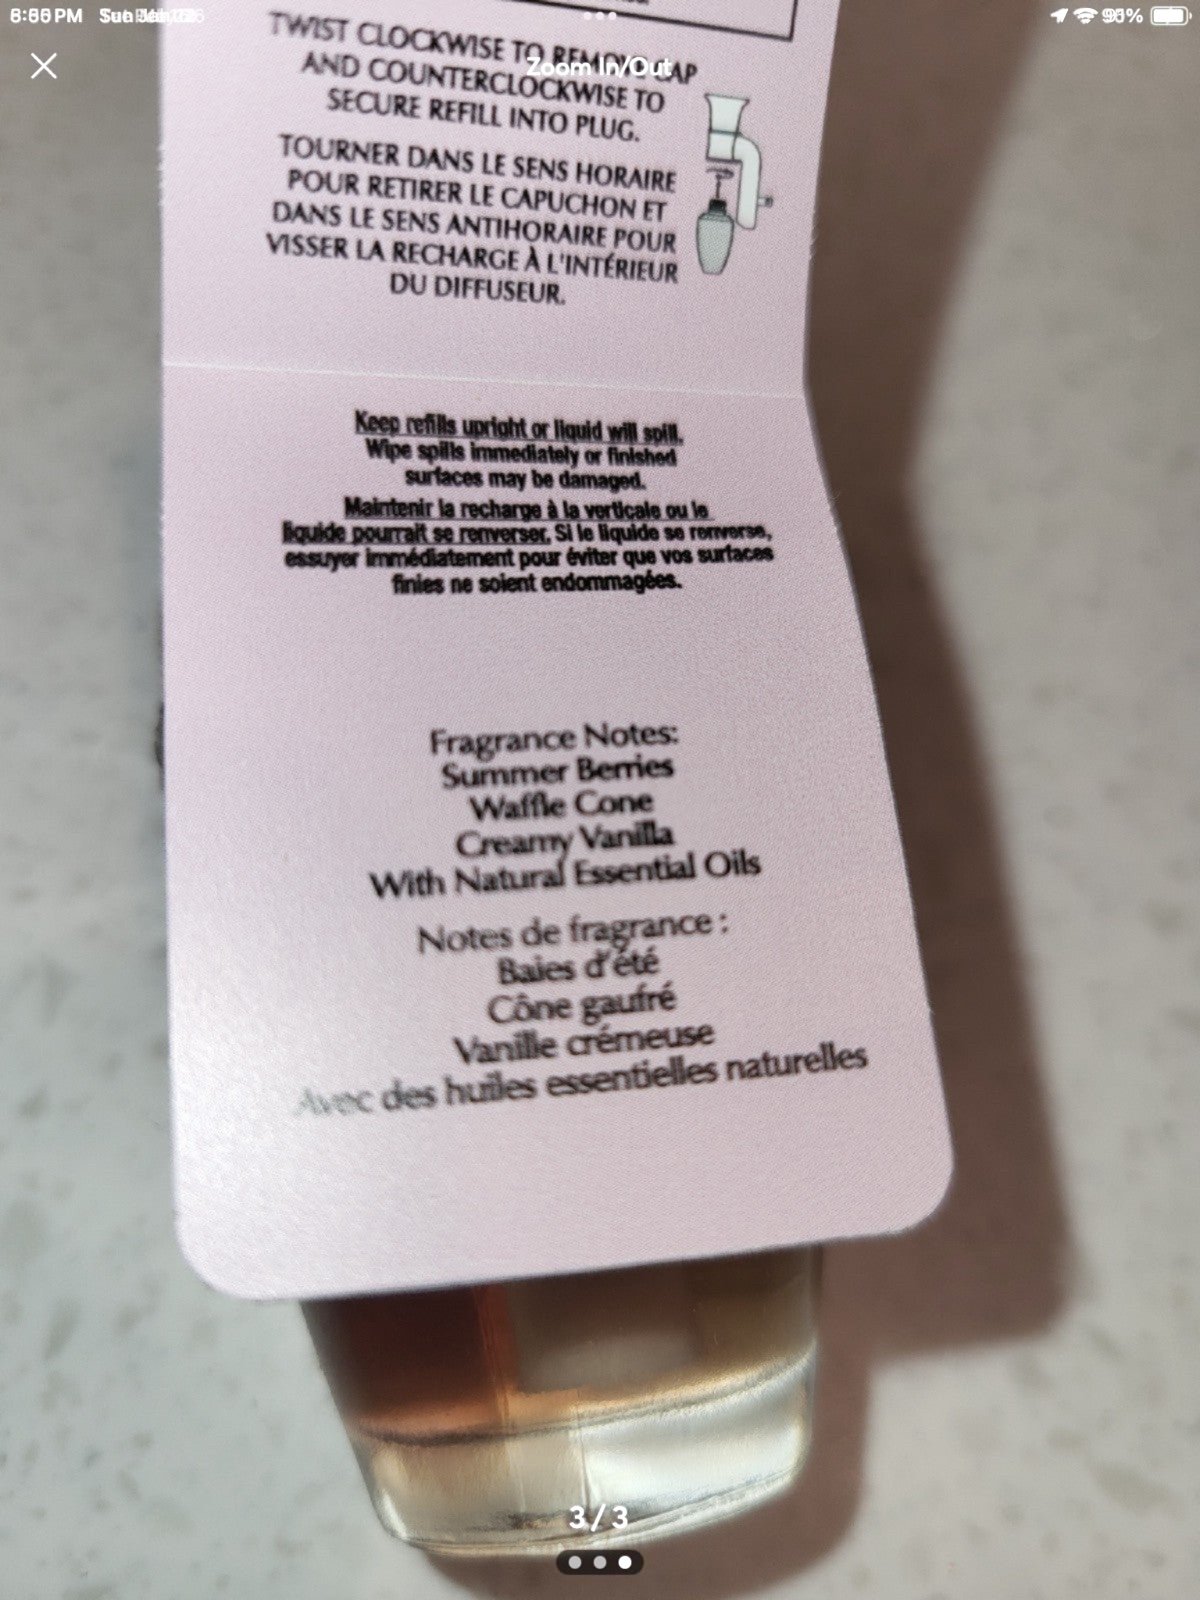 Zoom In/Out
TWIST CLOCKWISE TO REMOVE CAP
AND COUNTERCLOCKWISE TO
SECURE REFILL INTO PLUG.
TOURNER DANS LE SENS HORAIRE
POUR RETIRER LE CAPUCHON ET
DANS LE SENS ANTIHORAIRE POUR
VISSER LA RECHARGE À L'INTÉRIEUR
DU DIFFUSEUR.
Keep refills upright or liquid will spill.
Wipe spills immediately or finished
surfaces may be damaged.
Maintenir la recharge à la verticale ou le
liquide pourrait se renverser. Si le liquide se renverse,
essuyer immédiatement pour éviter que vos surfaces
finies ne soient endommagées.
Fragrance Notes:
Summer Berries
Waffle Cone
Creamy Vanilla
With Natural Essential Oils
Notes de fragrance :
Baies d'été
Cône gaufré
Vanille crémeuse
Avec des huiles essentielles naturelles
3 / 3